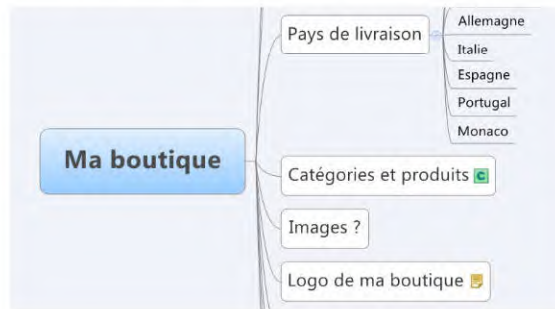 Ma boutique
Pays de livraison
Allemagne
Italie
Espagne
Portugal
Monaco
Catégories et produits C
Images ?
Logo de ma boutique